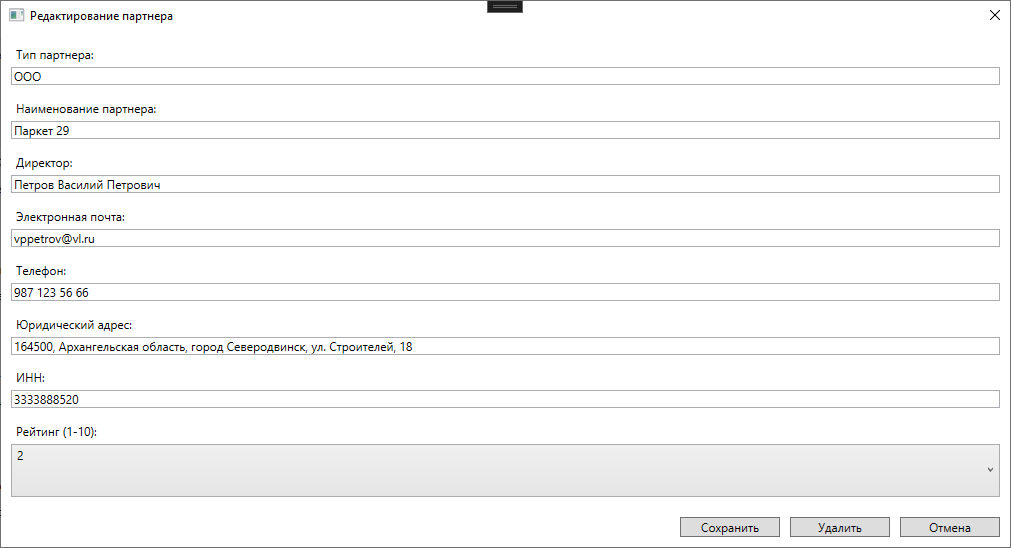 Редактирование партнера
Тип партнера:
ООО
Наименование партнера:
Паркет 29
Директор:
Петров Василий Петрович
Электронная почта:
vppetrov@vl.ru
Телефон:
987 123 56 66
Юридический адрес:
164500, Архангельская область, город Северодвинск, ул. Строителей, 18
ИНН:
3333888520
Рейтинг (1-10):
2
Сохранить Удалить Отмена